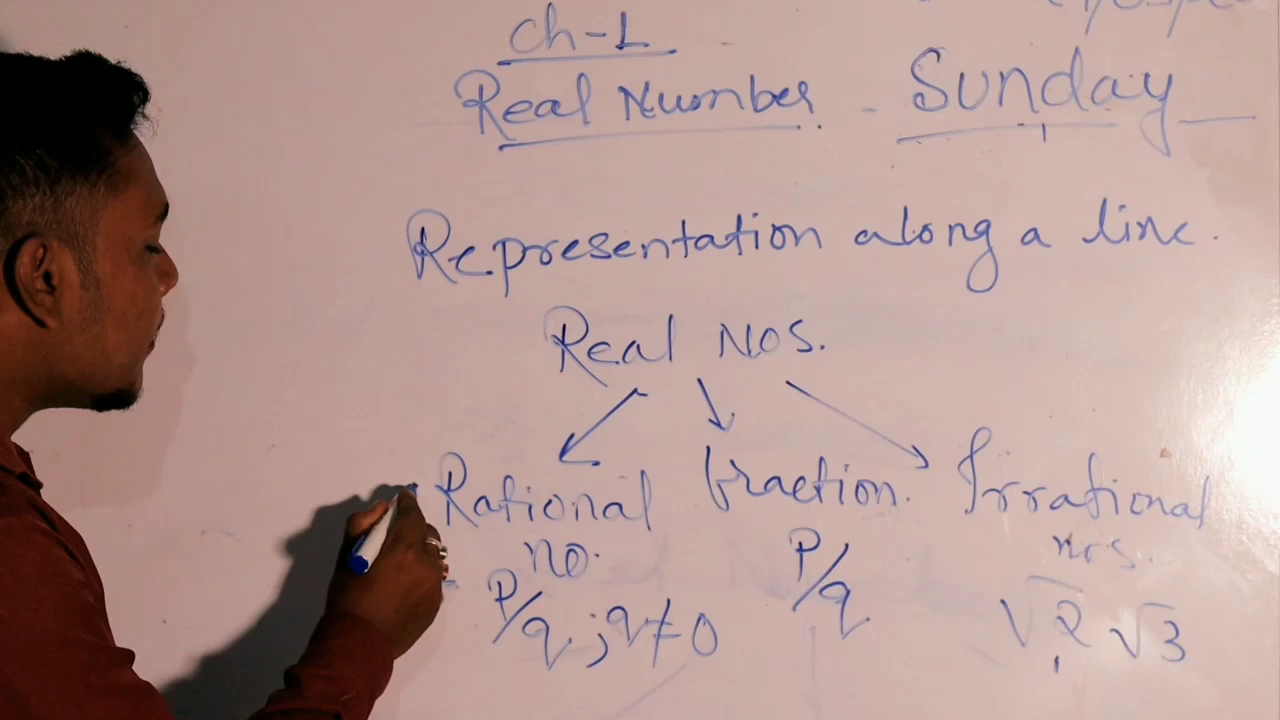 Ch-1
Real Number - Sunday
Representation along a line.
Real Nos.
Rational fraction. Irrational
no. nos.
P/q ; q≠0 P/q √2 √3